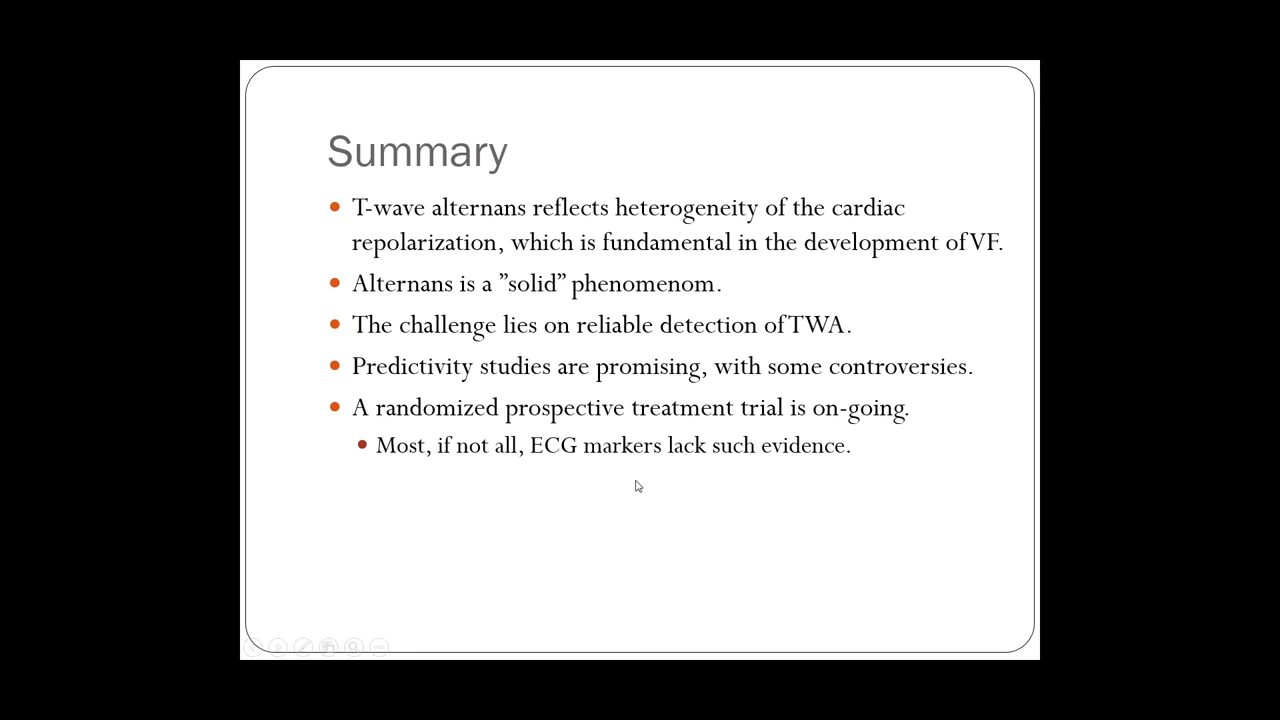 Summary
T-wave alternans reflects heterogeneity of the cardiac
repolarization, which is fundamental in the development of VF.
Alternans is a ”solid” phenomenom.
The challenge lies on reliable detection of TWA.
Predictivity studies are promising, with some controversies.
A randomized prospective treatment trial is on-going.
Most, if not all, ECG markers lack such evidence.